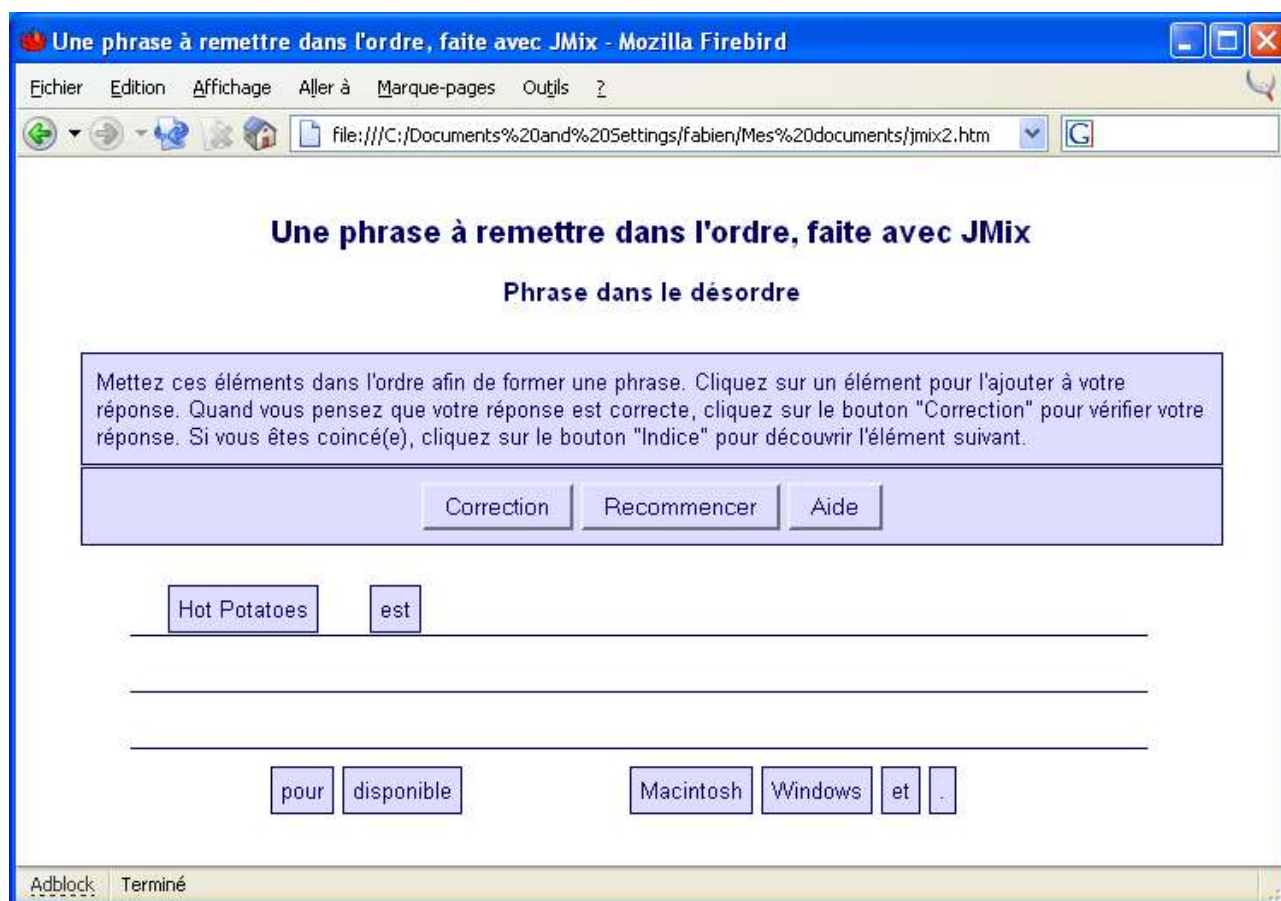 Une phrase à remettre dans l'ordre, faite avec JMix - Mozilla Firebird
Fichier Edition Affichage Aller à Marque-pages Outils ?
file:///C:/Documents%20and%20Settings/fabien/Mes%20documents/jmix2.htm G
Une phrase à remettre dans l'ordre, faite avec JMix
Phrase dans le désordre
Mettez ces éléments dans l'ordre afin de former une phrase. Cliquez sur un élément pour l'ajouter à votre
réponse. Quand vous pensez que votre réponse est correcte, cliquez sur le bouton "Correction" pour vérifier votre
réponse. Si vous êtes coincé(e), cliquez sur le bouton "Indice" pour découvrir l'élément suivant.
Correction Recommencer Aide
Hot Potatoes est
pour disponible Macintosh Windows et .
Adblock Terminé